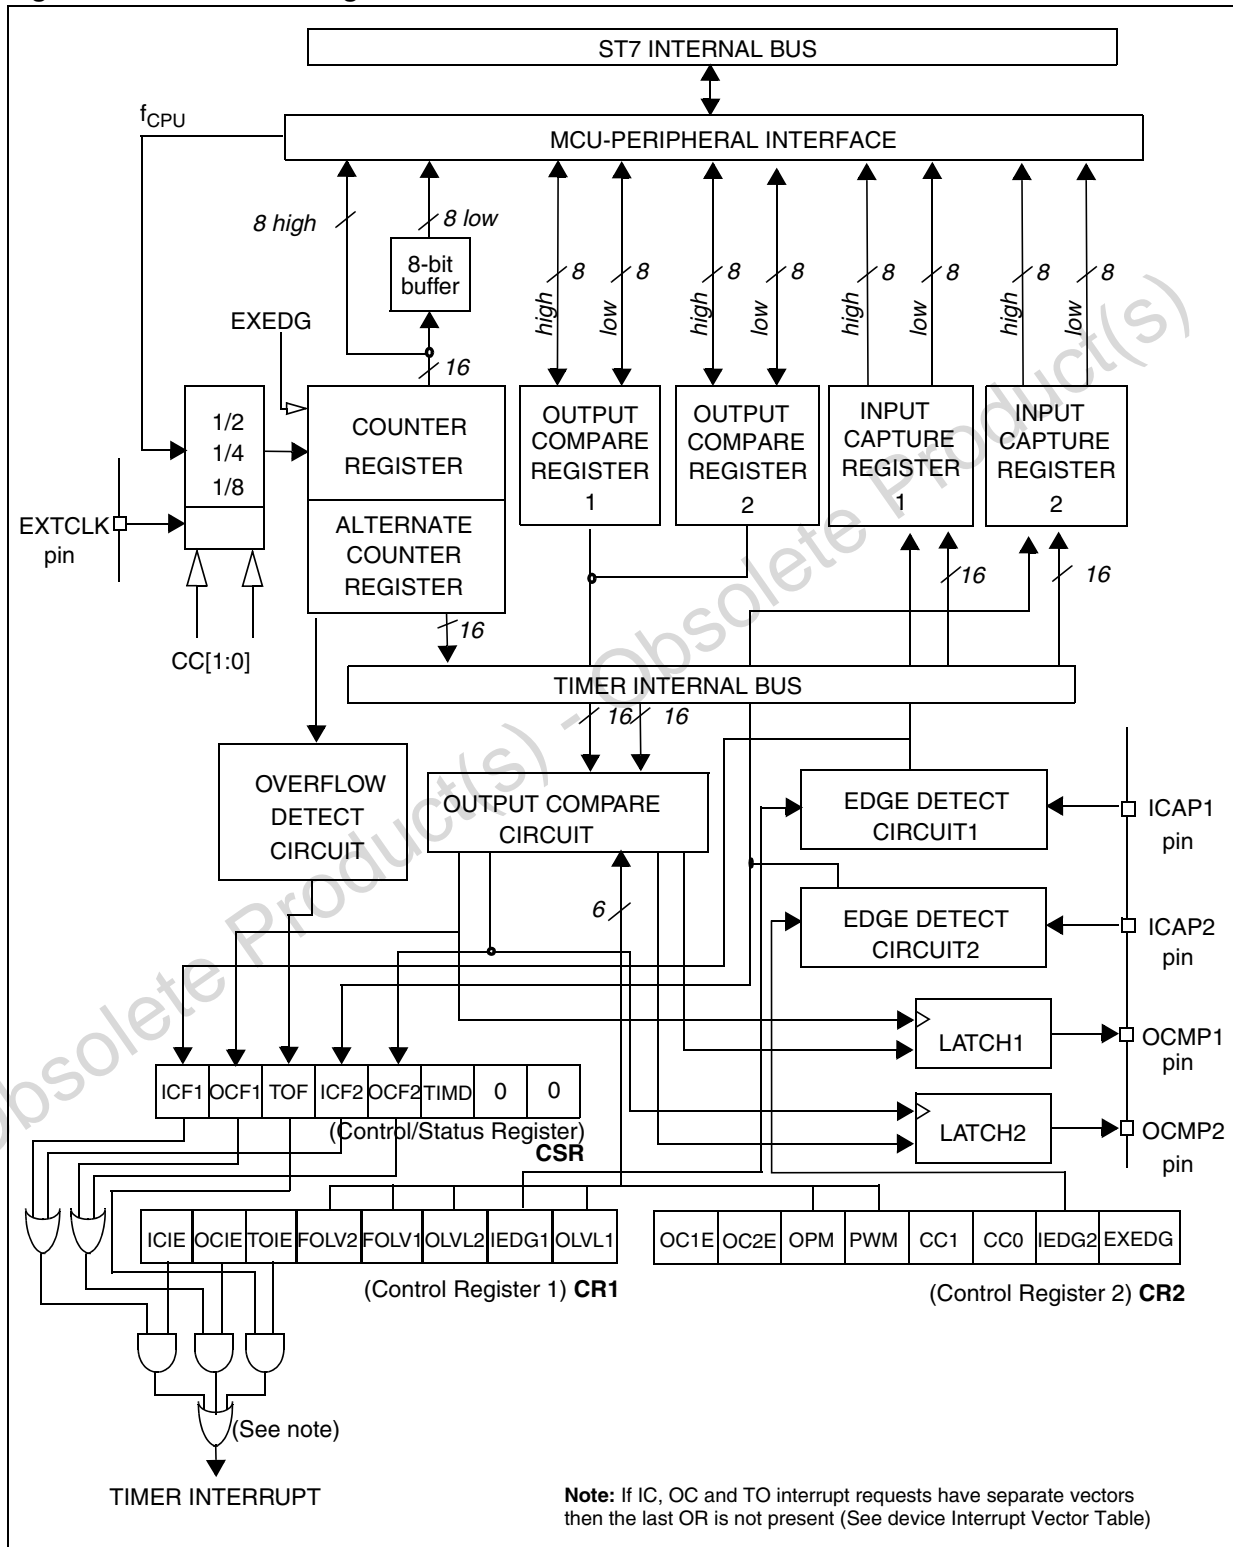 ST7 INTERNAL BUS
fCPU
MCU-PERIPHERAL INTERFACE
8 high
8 low
8-bit
buffer
8
8
8
8
8
8
8
8
high
low
high
low
high
low
high
low
EXEDG
16
1/2
1/4
1/8
COUNTER
REGISTER
OUTPUT
COMPARE
REGISTER
1
OUTPUT
COMPARE
REGISTER
2
INPUT
CAPTURE
REGISTER
1
INPUT
CAPTURE
REGISTER
2
EXTCLK
pin
ALTERNATE
COUNTER
REGISTER
16
16
16
CC[1:0]
TIMER INTERNAL BUS
16
16
OVERFLOW
DETECT
CIRCUIT
OUTPUT COMPARE
CIRCUIT
EDGE DETECT
CIRCUIT1
ICAP1
pin
6
EDGE DETECT
CIRCUIT2
ICAP2
pin
LATCH1
OCMP1
pin
ICF1 OCF1 TOF ICF2 OCF2 TIMD 0 0
(Control/Status Register)
CSR
LATCH2
OCMP2
pin
ICIE OCIE TOIE FOLV2 FOLV1 OLVL2 IEDG1 OLVL1
(Control Register 1) CR1
OC1E OC2E OPM PWM CC1 CC0 IEDG2 EXEDG
(Control Register 2) CR2
(See note)
TIMER INTERRUPT
Note: If IC, OC and TO interrupt requests have separate vectors
then the last OR is not present (See device Interrupt Vector Table)
Obsolete Product(s) - Obsolete Product(s)